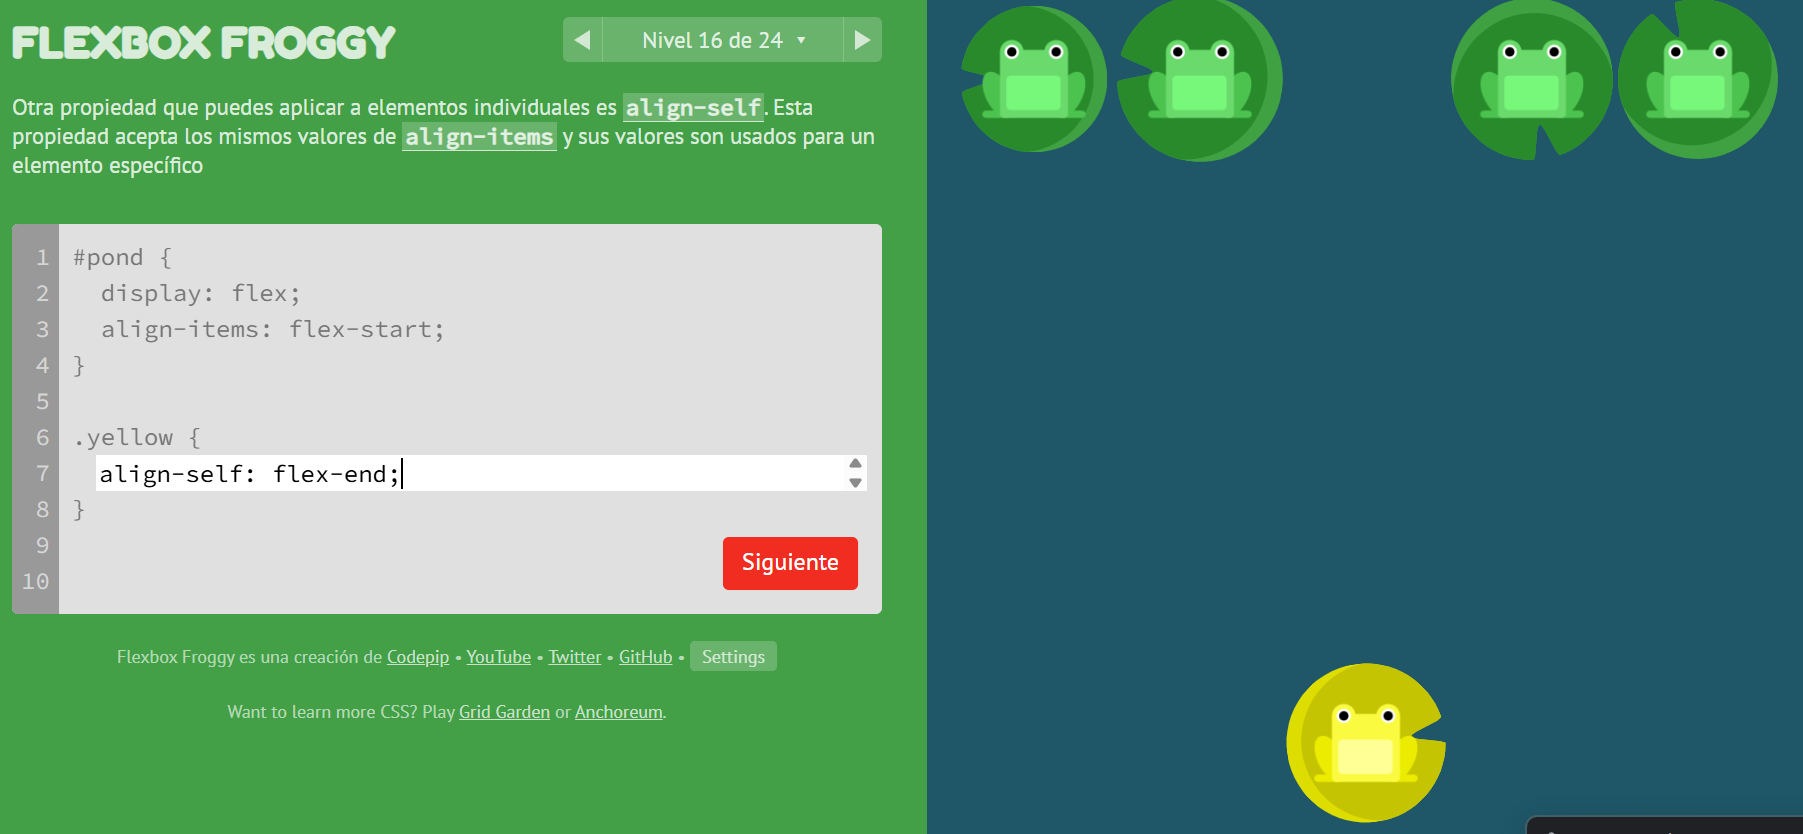 FLEXBOX FROGGY
Nivel 16 de 24
Otra propiedad que puedes aplicar a elementos individuales es align-self. Esta
propiedad acepta los mismos valores de align-items y sus valores son usados para un
elemento específico
1 #pond {
2 display: flex;
3 align-items: flex-start;
4 }
5
6 .yellow {
7 align-self: flex-end;
8 }
9
10
Siguiente
Flexbox Froggy es una creación de Codepip • YouTube • Twitter • GitHub • Settings
Want to learn more CSS? Play Grid Garden or Anchoreum.